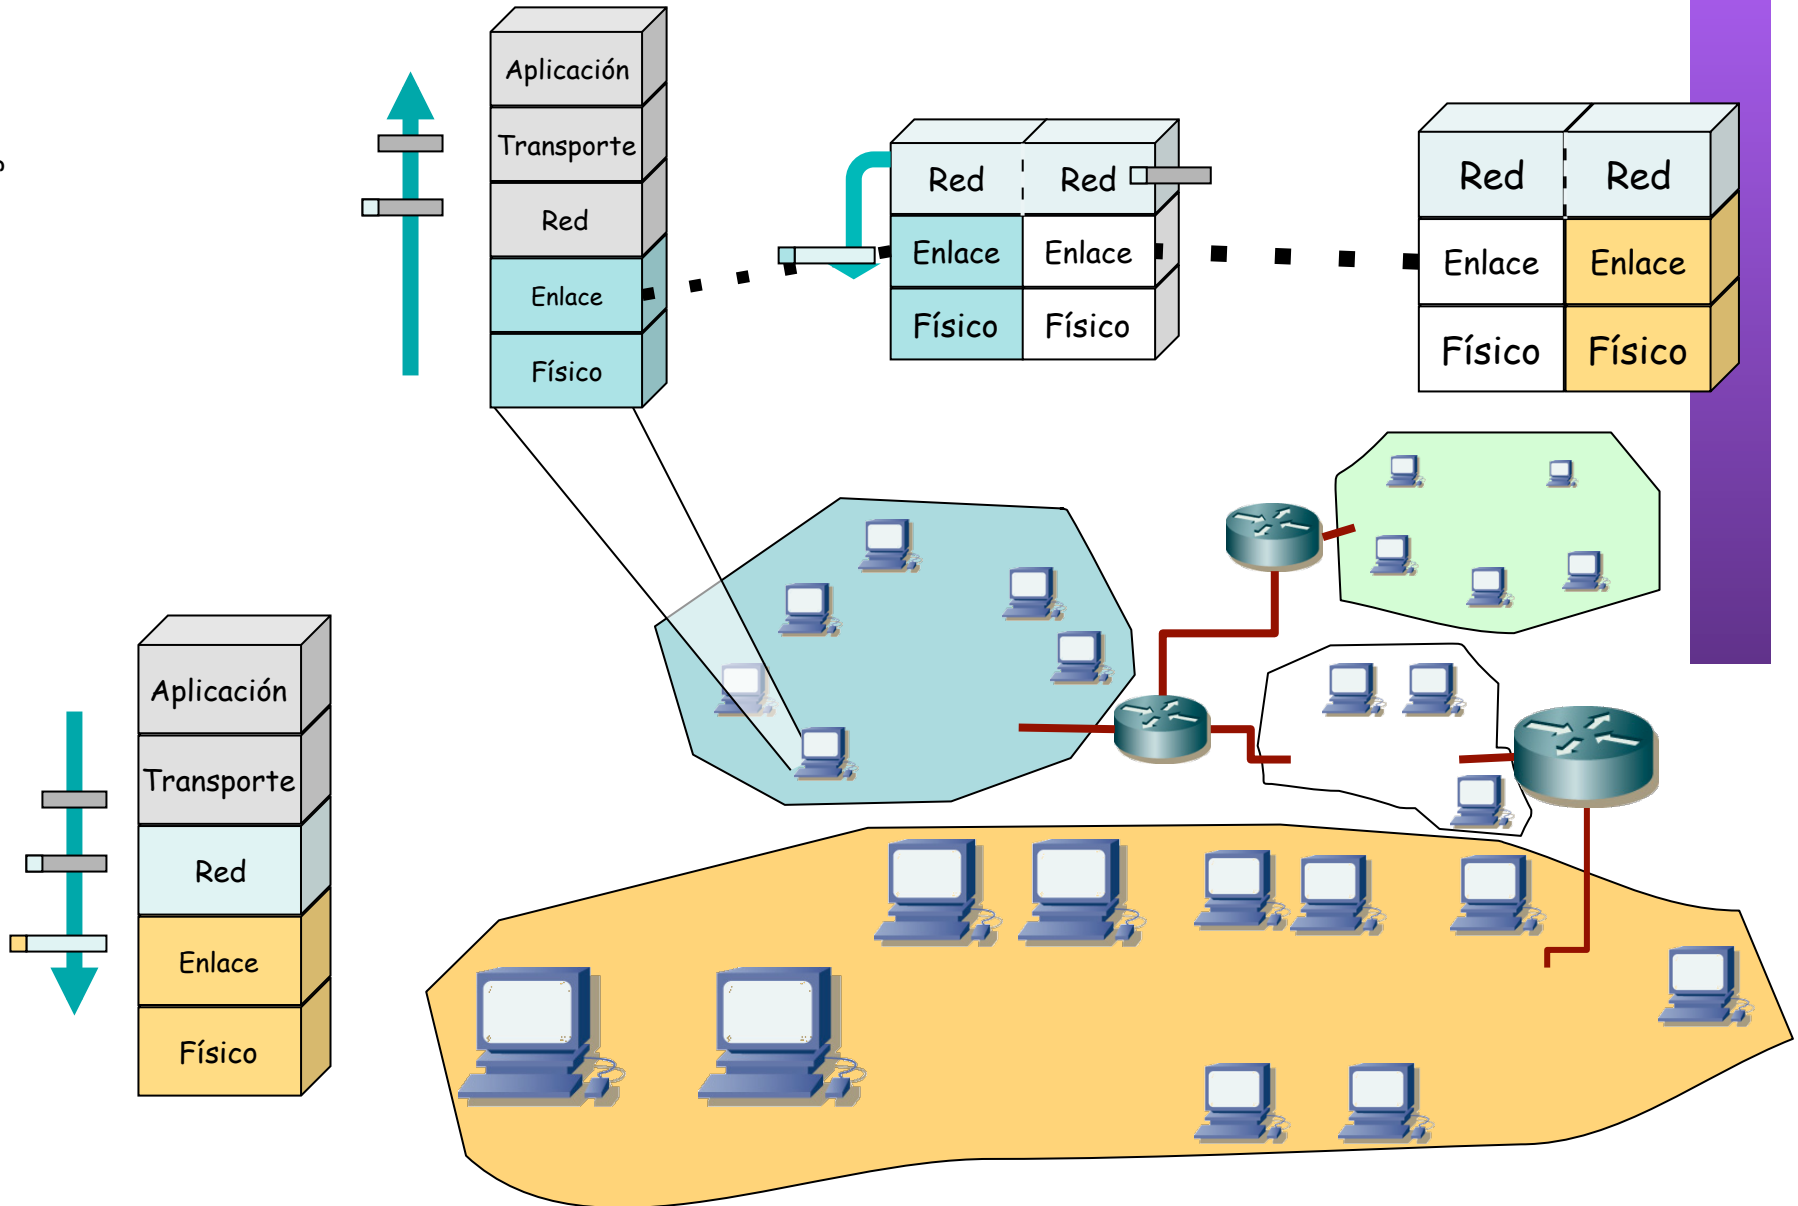 Aplicación
Transporte
Red
Enlace
Físico
Red Red
Enlace Enlace
Físico Físico
Red Red
Enlace Enlace
Físico Físico
Aplicación
Transporte
Red
Enlace
Físico